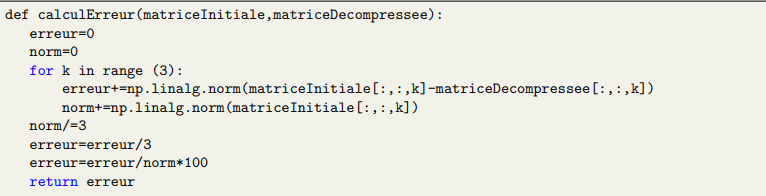 def calculErreur(matriceInitiale,matriceDecompressee):
    erreur=0
    norm=0
    for k in range (3):
        erreur+=np.linalg.norm(matriceInitiale[:,:,k]-matriceDecompressee[:,:,k])
        norm+=np.linalg.norm(matriceInitiale[:,:,k])
    norm/=3
    erreur=erreur/3
    erreur=erreur/norm*100
    return erreur